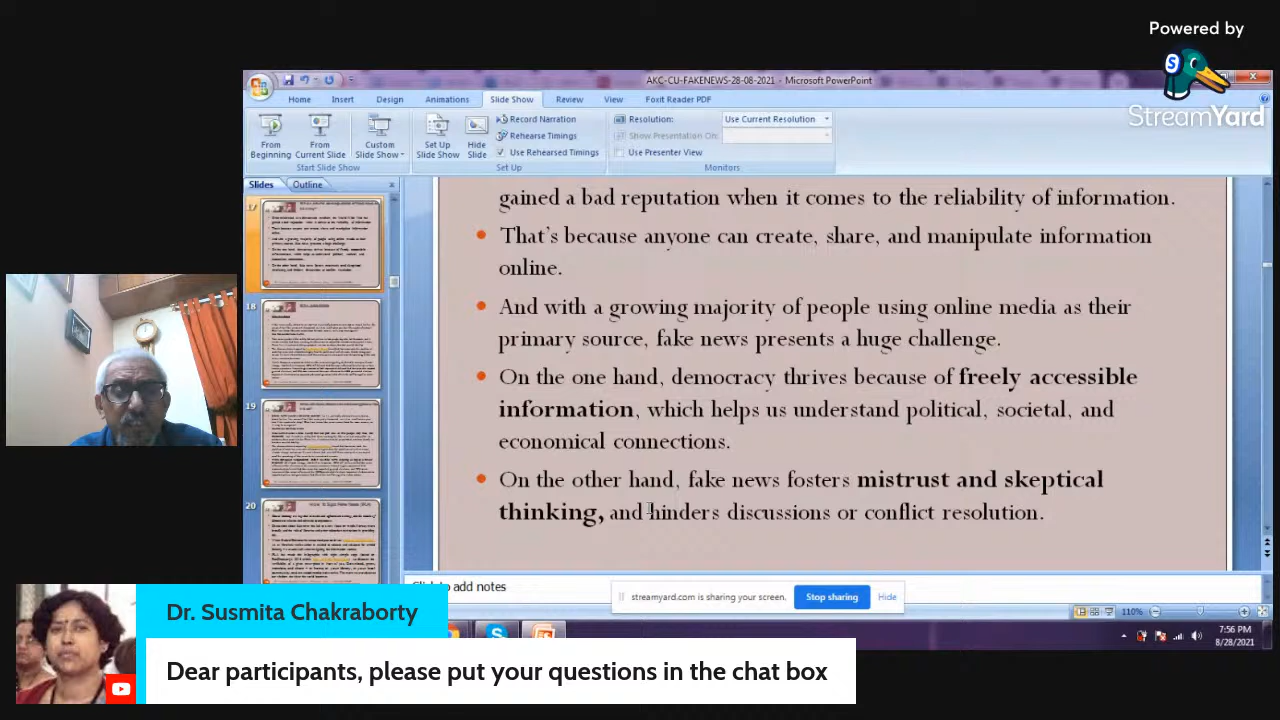 Powered by
StreamYard
AKC-CU-FAKENEWS-28-08-2021 - Microsoft PowerPoint
Home Insert Design Animations Slide Show Review View Foxit Reader PDF
From Beginning
From Current Slide
Custom Slide Show
Start Slide Show
Set Up Slide Show
Hide Slide
Record Narration
Rehearse Timings
Use Rehearsed Timings
Set Up
Resolution: Use Current Resolution
Show Presentation On:
Use Presenter View
Monitors
Slides Outline
17
18
19
20
gained a bad reputation when it comes to the reliability of information.
That's because anyone can create, share, and manipulate information
online.
And with a growing majority of people using online media as their
primary source, fake news presents a huge challenge.
On the one hand, democracy thrives because of freely accessible
information, which helps us understand political, societal, and
economical connections.
On the other hand, fake news fosters mistrust and skeptical
thinking, and hinders discussions or conflict resolution.
to add notes
streamyard.com is sharing your screen. Stop sharing Hide
110%
7:56 PM
8/28/2021
Dr. Susmita Chakraborty
Dear participants, please put your questions in the chat box